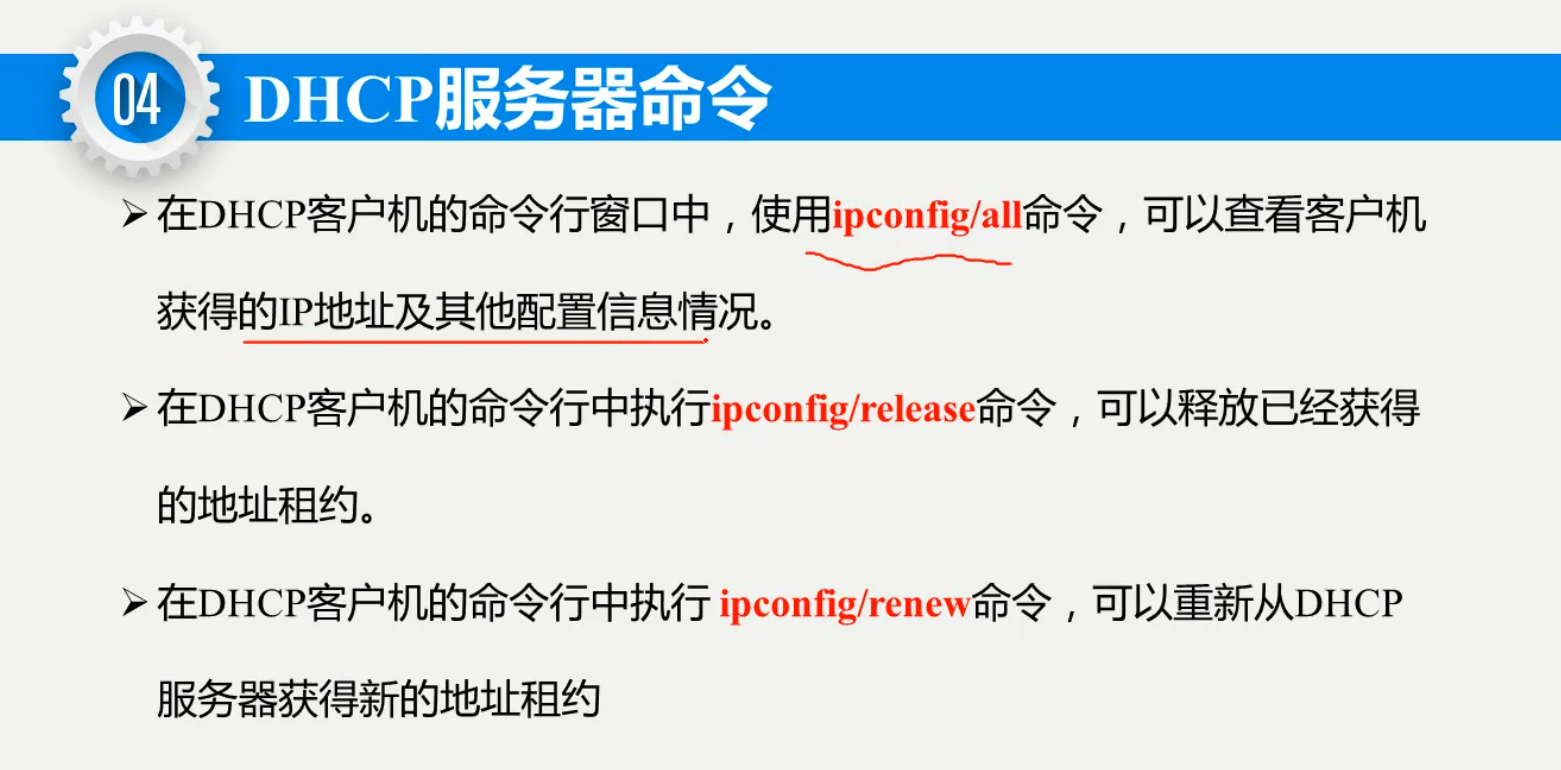 04
DHCP服务器命令
➢在DHCP客户机的命令行窗口中，使用ipconfig/all命令，可以查看客户机
获得的IP地址及其他配置信息情况。
➢在DHCP客户机的命令行中执行ipconfig/release命令，可以释放已经获得
的地址租约。
➢在DHCP客户机的命令行中执行 ipconfig/renew命令，可以重新从DHCP
服务器获得新的地址租约